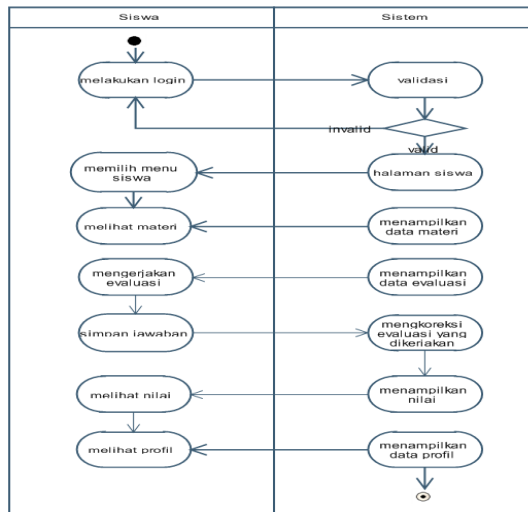 Siswa
Sistem
melakukan login
validasi
invalid
valid
memilih menu
siswa
halaman siswa
melihat materi
menampilkan
data materi
mengerjakan
evaluasi
menampilkan
data evaluasi
simpan jawaban
mengkoreksi
evaluasi yang
dikerjakan
melihat nilai
menampilkan
nilai
melihat profil
menampilkan
data profil